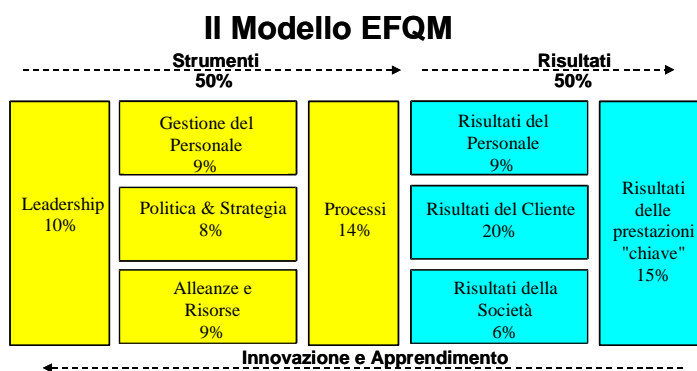 Il Modello EFQM
Strumenti
50%
Risultati
50%
Leadership
10%
Gestione del
Personale
9%
Politica & Strategia
8%
Alleanze e
Risorse
9%
Processi
14%
Risultati del
Personale
9%
Risultati del Cliente
20%
Risultati della
Società
6%
Risultati
delle
prestazioni
"chiave"
15%
Innovazione e Apprendimento